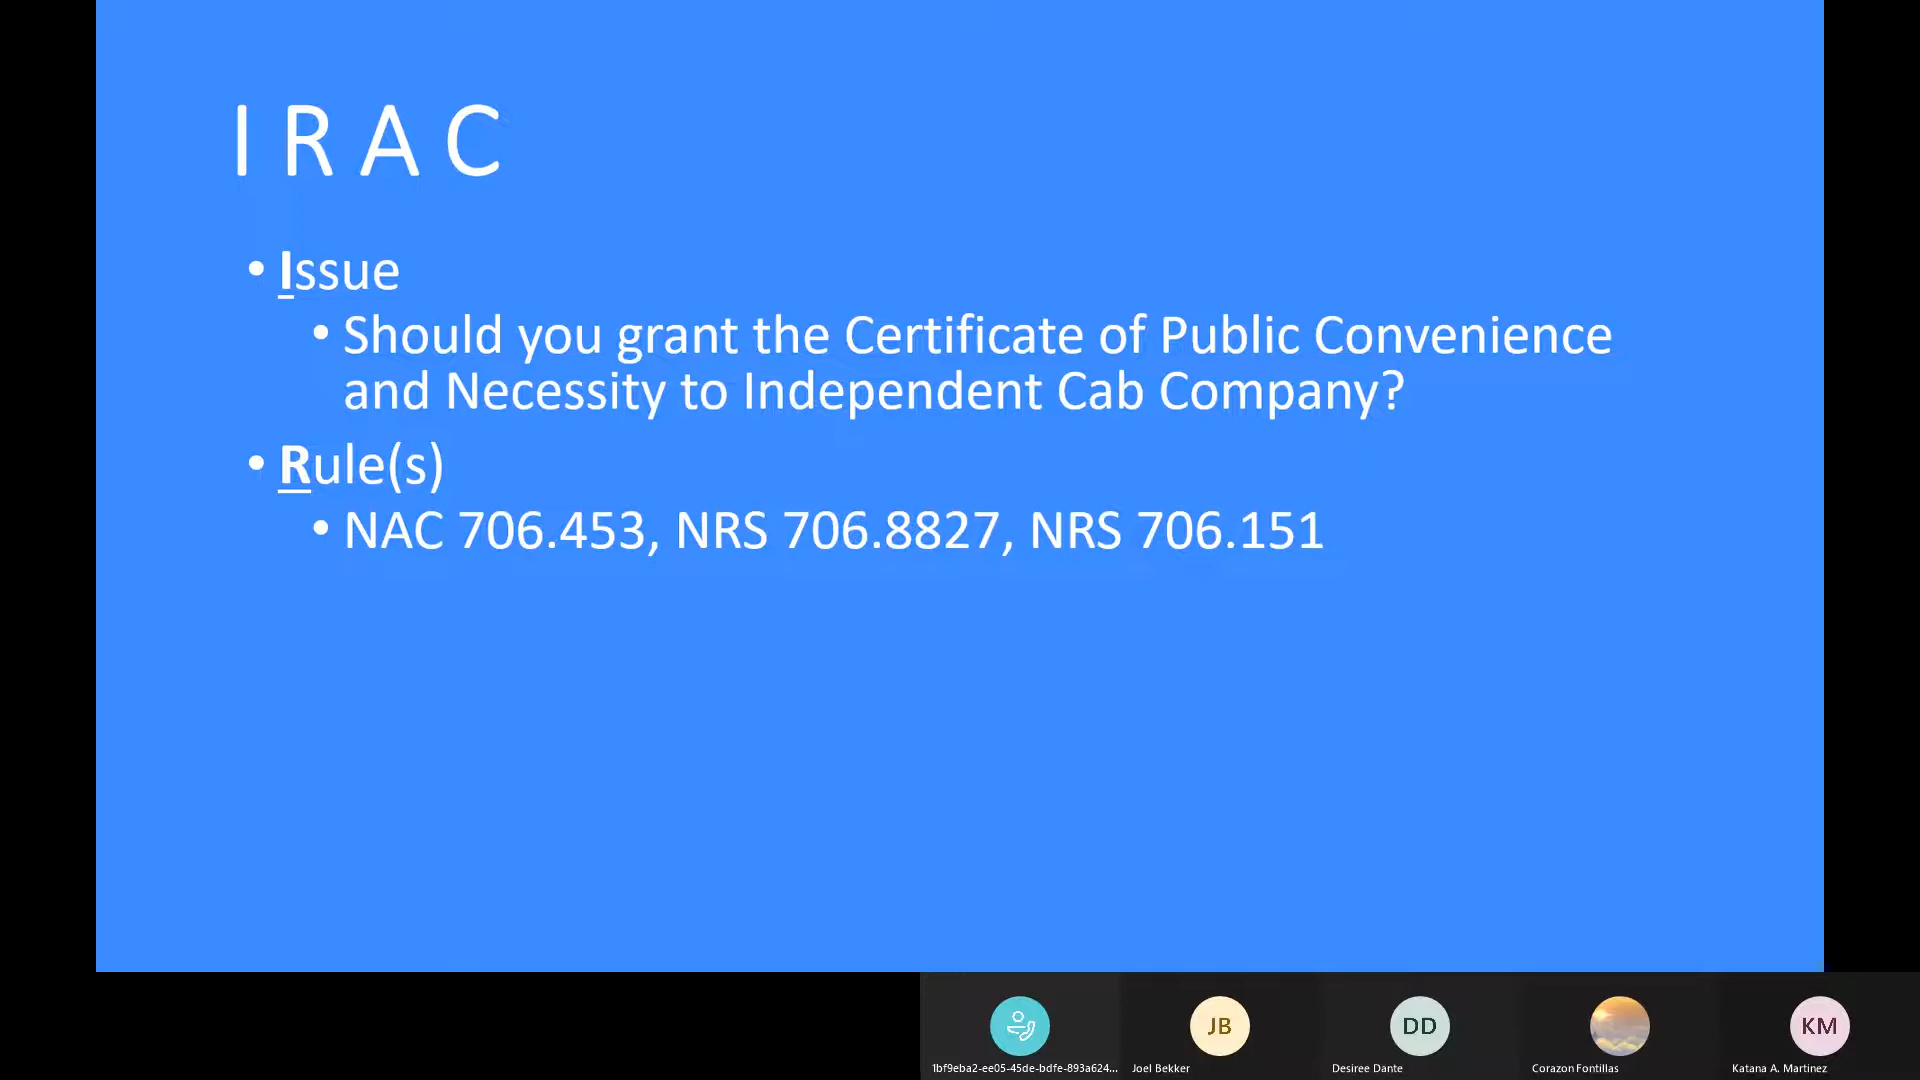 I R A C
• Issue
• Should you grant the Certificate of Public Convenience
and Necessity to Independent Cab Company?
• Rule(s)
• NAC 706.453, NRS 706.8827, NRS 706.151
JB
DD
KM
1bf9eba2-ee05-45de-bdfe-893a624...
Joel Bekker
Desiree Dante
Corazon Fontillas
Katana A. Martinez